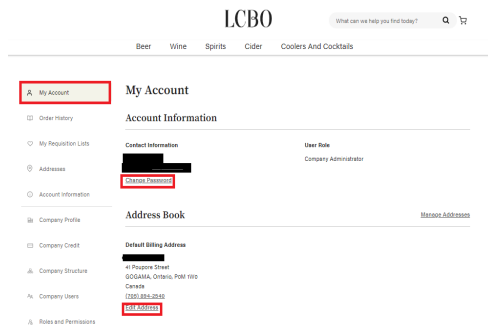 LCBO
What can we help you find today?
Beer Wine Spirits Cider Coolers And Cocktails
My Account
Order History
My Requisition Lists
Addresses
Account Information
Company Profile
Company Credit
Company Structure
Company Users
Roles and Permissions
My Account
Account Information
Contact Information
Change Password
User Role
Company Administrator
Address Book
Manage Addresses
Default Billing Address
41 Poupore Street
GOGAMA, Ontario, P0M 1W0
Canada
(705) 894-2540
Edit Address